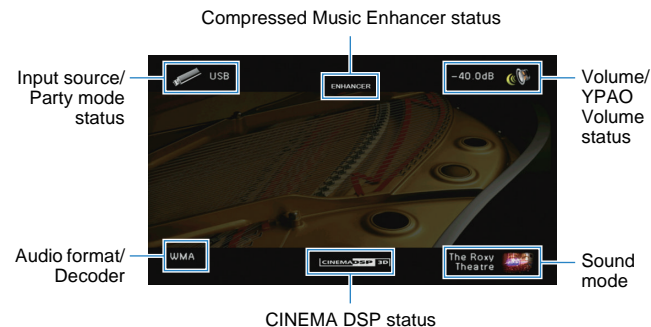 Compressed Music Enhancer status
Input source/
Party mode
status
USB
ENHANCER
-40.0dB
Volume/
YPAO
Volume
status
Audio format/
Decoder
WMA
CINEMA DSP 3D
The Roxy
Theatre
Sound
mode
CINEMA DSP status